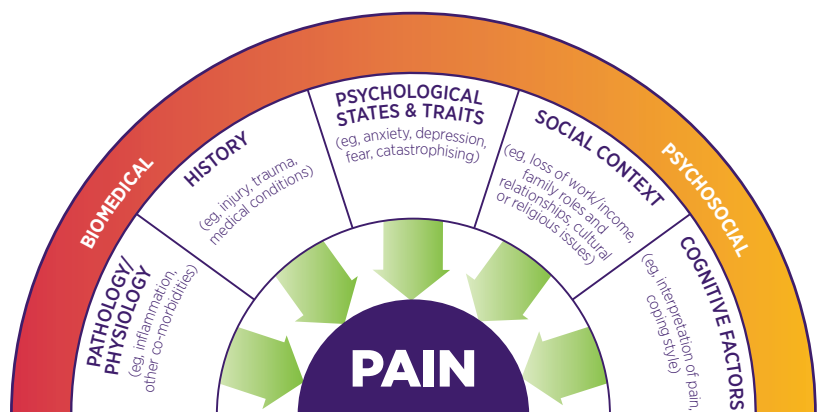 BIOMEDICAL
PSYCHOSOCIAL
PATHOLOGY/
PHYSIOLOGY
(eg, inflammation,
other co-morbidities)
HISTORY
(eg, injury, trauma,
medical conditions)
PSYCHOLOGICAL
STATES & TRAITS
(eg, anxiety, depression,
fear, catastrophising)
SOCIAL CONTEXT
(eg, loss of work/income,
family roles and
relationships, cultural
or religious issues)
COGNITIVE FACTORS
(eg, interpretation of pain,
coping style)
PAIN